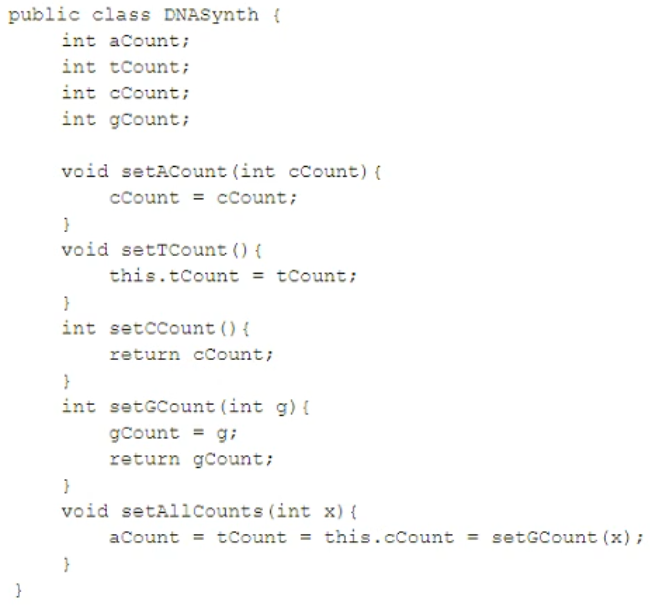 public class DNASynth {
    int aCount;
    int tCount;
    int cCount;
    int gCount;

    void setACount(int cCount){
        cCount = cCount;
    }
    void setTCount(){
        this.tCount = tCount;
    }
    int setCCount(){
        return cCount;
    }
    int setGCount(int g){
        gCount = g;
        return gCount;
    }
    void setAllCounts(int x){
        aCount = tCount = this.cCount = setGCount(x);
    }
}